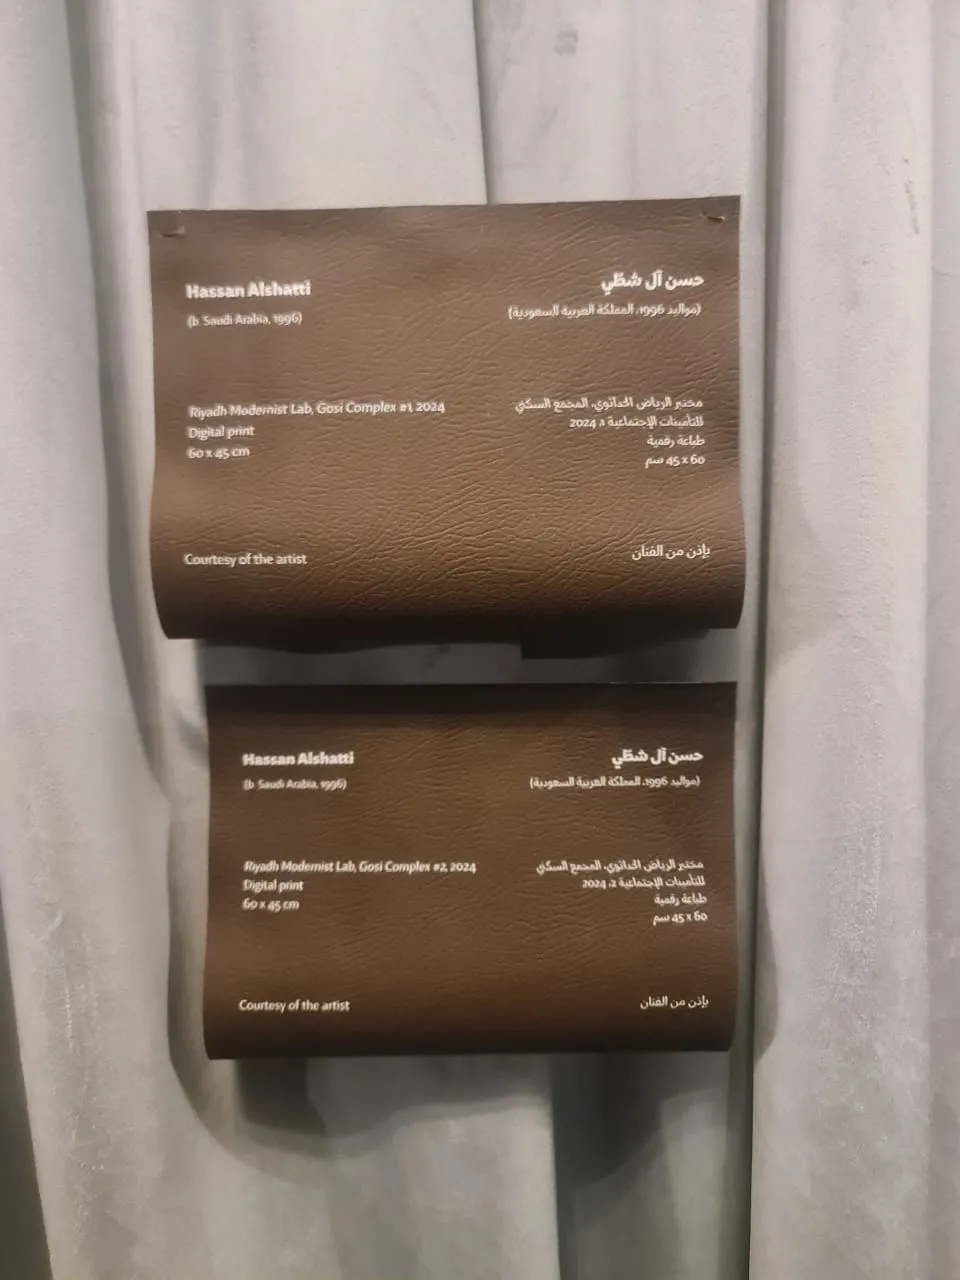 Hassan Alshatti
(b. Saudi Arabia, 1996)
Riyadh Modernist Lab, Gosi Complex #1, 2024
Digital print
60 x 45 cm
Courtesy of the artist
حسن آل شطّي
(مواليد 1996، المملكة العربية السعودية)
مختبر الرياض الحداثوي، المجمع السكني
للتأمينات الإجتماعية 1، 2024
طباعة رقمية
60 x 45 سم
بإذن من الفنان
Hassan Alshatti
(b. Saudi Arabia, 1996)
Riyadh Modernist Lab, Gosi Complex #2, 2024
Digital print
60 x 45 cm
Courtesy of the artist
حسن آل شطّي
(مواليد 1996، المملكة العربية السعودية)
مختبر الرياض الحداثوي، المجمع السكني
للتأمينات الإجتماعية 2، 2024
طباعة رقمية
60 x 45 سم
بإذن من الفنان